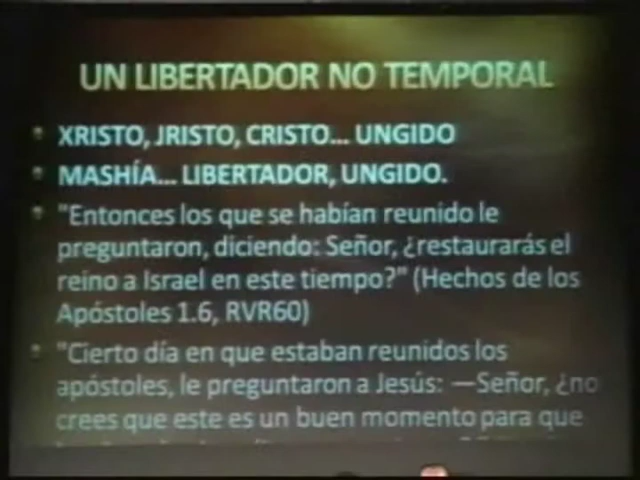 UN LIBERTADOR NO TEMPORAL
XRISTO, JRISTO, CRISTO... UNGIDO
MASHÍA... LIBERTADOR, UNGIDO.
"Entonces los que se habían reunido le
preguntaron, diciendo: Señor, ¿restaurarás el
reino a Israel en este tiempo?" (Hechos de los
Apóstoles 1.6, RVR60)
"Cierto día en que estaban reunidos los
apóstoles, le preguntaron a Jesús: —Señor, ¿no
crees que este es un buen momento para que